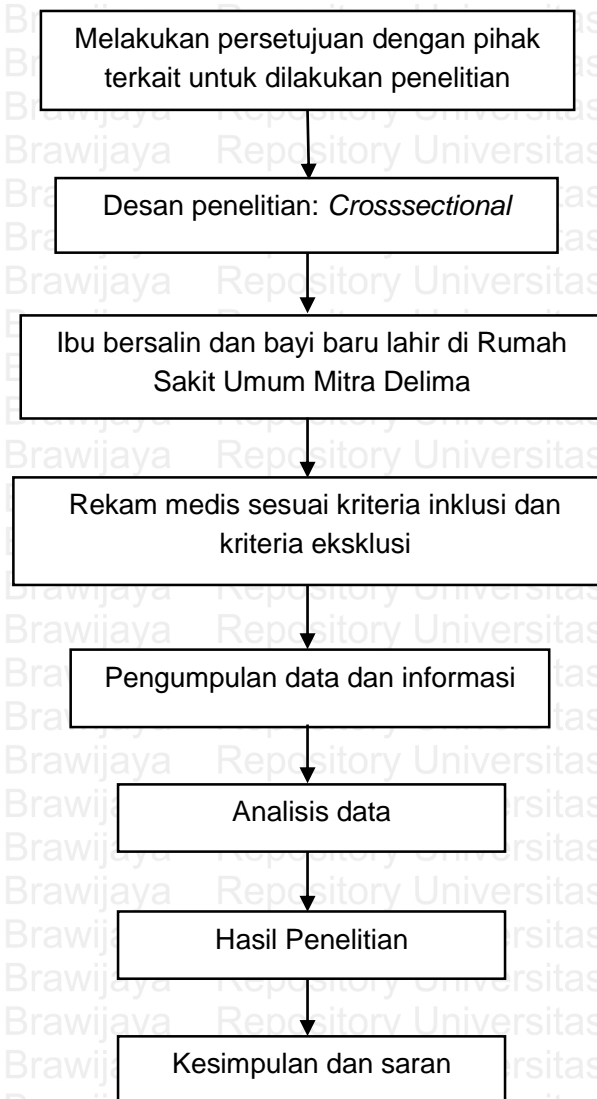 Melakukan persetujuan dengan pihak
terkait untuk dilakukan penelitian
Desan penelitian: Crosssectional
Ibu bersalin dan bayi baru lahir di Rumah
Sakit Umum Mitra Delima
Rekam medis sesuai kriteria inklusi dan
kriteria eksklusi
Pengumpulan data dan informasi
Analisis data
Hasil Penelitian
Kesimpulan dan saran